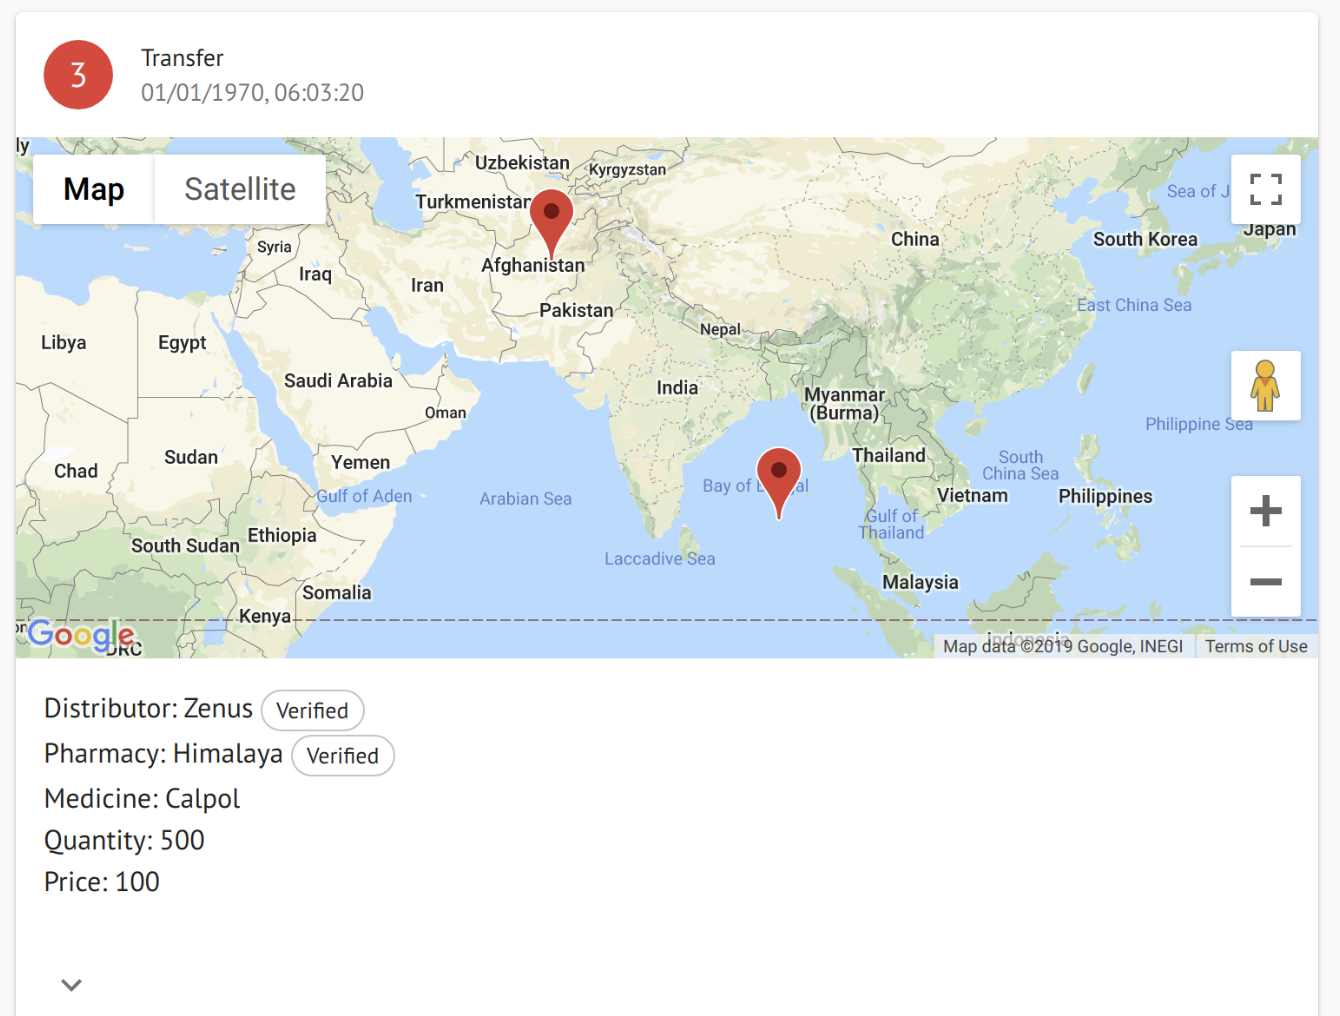 3
Transfer
01/01/1970, 06:03:20
ly
Map
Satellite
Uzbekistan
Kyrgyzstan
Turkmenistan
Sea of J
Syria
China
South Korea
Japan
Iraq
Afghanistan
Iran
Pakistan
East China Sea
Nepal
Libya
Egypt
Saudi Arabia
India
Myanmar
(Burma)
Oman
Philippine Sea
Chad
Sudan
Yemen
Thailand
South
China Sea
Gulf of Aden
Arabian Sea
Bay of B al
Vietnam
Philippines
Gulf of
Thailand
South Sudan
Ethiopia
Laccadive Sea
Somalia
Malaysia
Kenya
Google
DRC
Indonesia
Map data ©2019 Google, INEGI
Terms of Use
Distributor: Zenus Verified
Pharmacy: Himalaya Verified
Medicine: Calpol
Quantity: 500
Price: 100